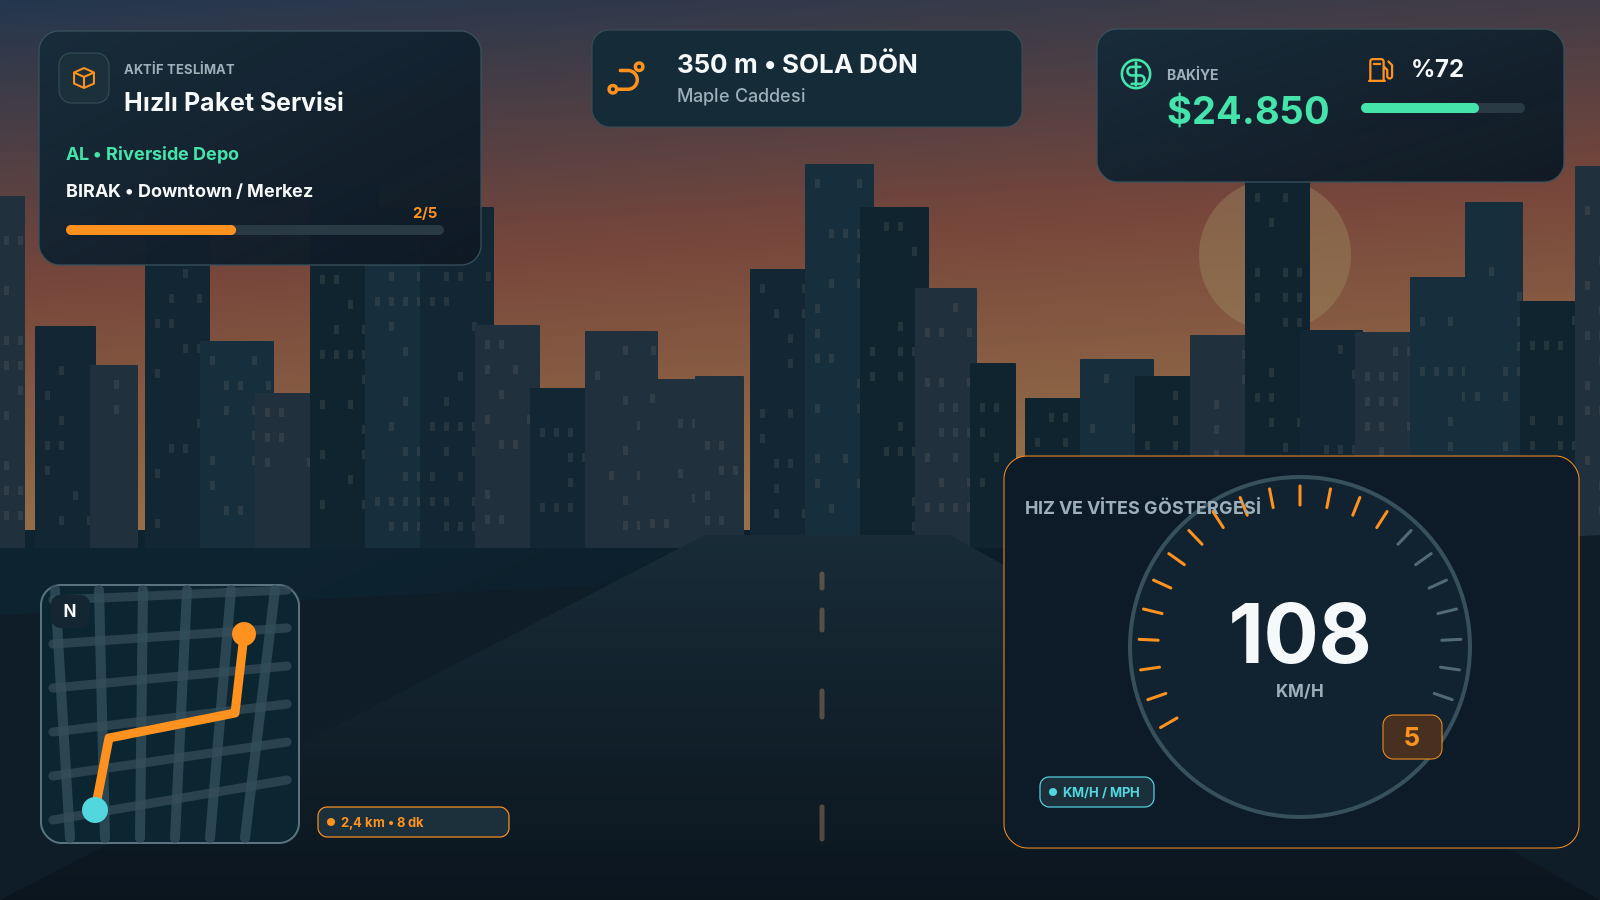 AKTİF TESLİMAT
Hızlı Paket Servisi
AL • Riverside Depo
BIRAK • Downtown / Merkez
2/5
350 m • SOLA DÖN
Maple Caddesi
BAKİYE
$24.850
%72
HIZ VE VİTES GÖSTERGESİ
108
KM/H
5
KM/H / MPH
N
2,4 km • 8 dk